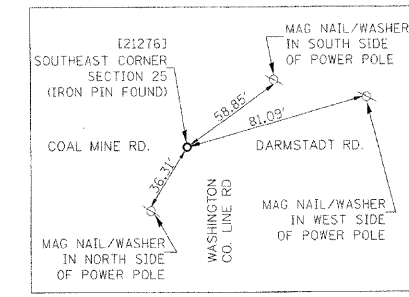 [21276]
SOUTHEAST CORNER
SECTION 25
(IRON PIN FOUND)
MAG NAIL/WASHER
IN SOUTH SIDE
OF POWER POLE
58.85'
81.09'
COAL MINE RD.
DARMSTADT RD.
36.31'
WASHINGTON
CO. LINE RD
MAG NAIL/WASHER
IN WEST SIDE
OF POWER POLE
MAG NAIL/WASHER
IN NORTH SIDE
OF POWER POLE